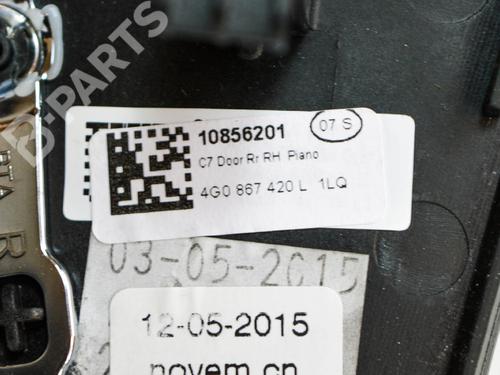 B-PARTS
10856201
07 S
C7 Door Rr RH Piano
4G0 867 420 L 1LQ
03-05-2015
12-05-2015
novem.cn